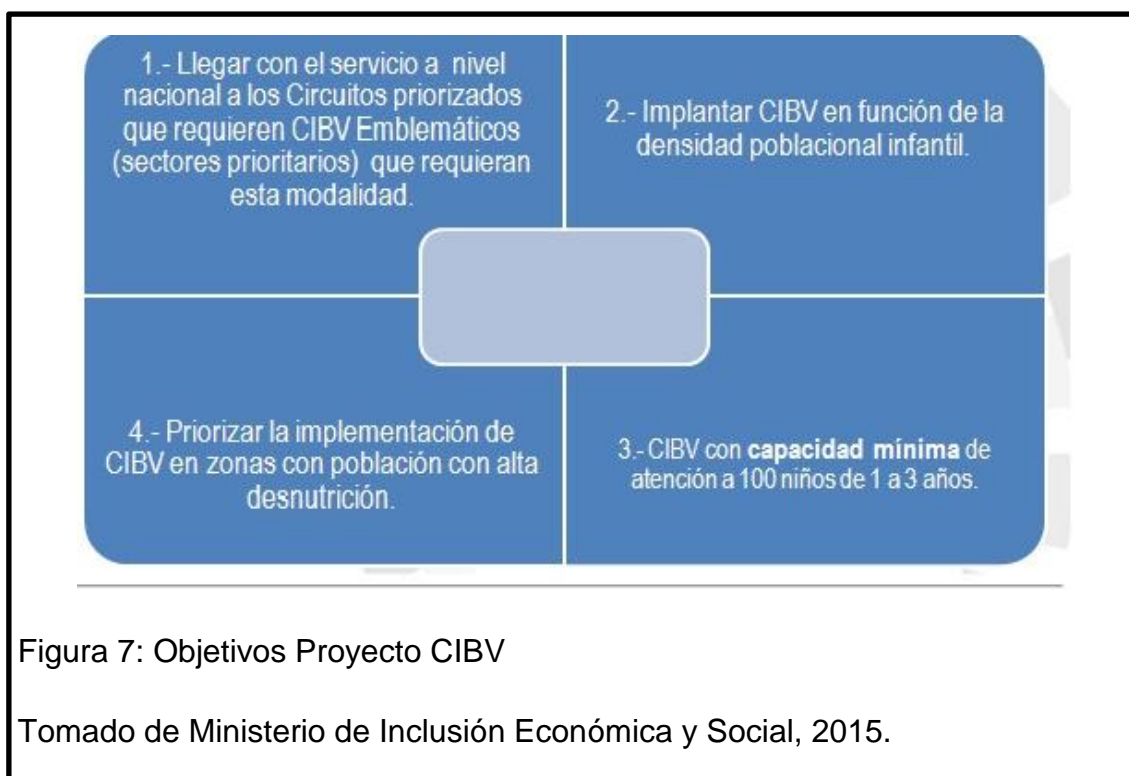 1.- Llegar con el servicio a nivel
nacional a los Circuitos priorizados
que requieren CIBV Emblemáticos
(sectores prioritarios) que requieran
esta modalidad.
2.- Implantar CIBV en función de la
densidad poblacional infantil.
4.- Priorizar la implementación de
CIBV en zonas con población con alta
desnutrición.
3.- CIBV con capacidad mínima de
atención a 100 niños de 1 a 3 años.
Figura 7: Objetivos Proyecto CIBV
Tomado de Ministerio de Inclusión Económica y Social, 2015.